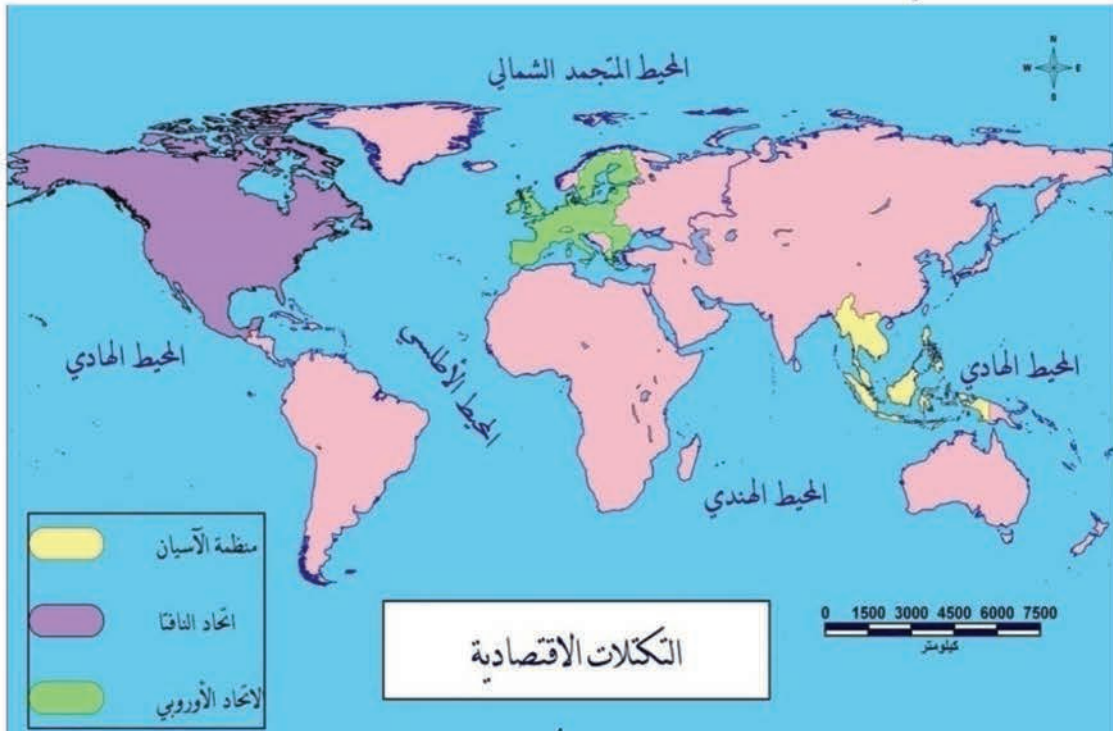 المحيط المتجمد الشمالي
N
W E
S
المحيط الهادي
المحيط الأطلسي
المحيط الهادي
المحيط الهندي
منظمة الآسيان
اتحاد النافتا
لاتحاد الأوروبي
التكتلات الاقتصادية
0 1500 3000 4500 6000 7500
كيلومتر